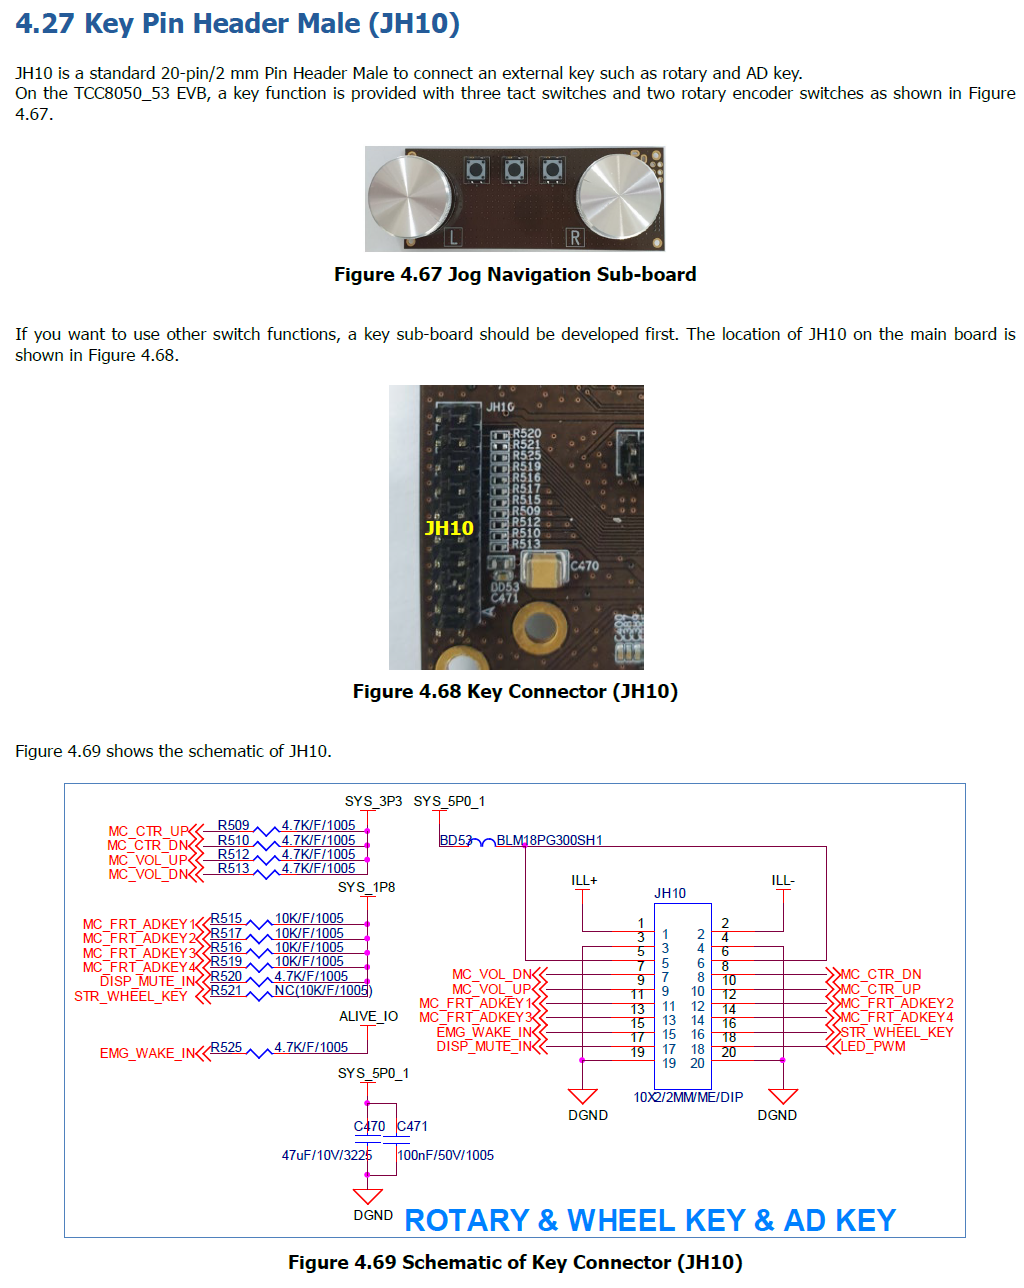 4.27 Key Pin Header Male (JH10)
JH10 is a standard 20-pin/2 mm Pin Header Male to connect an external key such as rotary and AD key.
On the TCC8050_53 EVB, a key function is provided with three tact switches and two rotary encoder switches as shown in Figure
4.67.
L
R
Figure 4.67 Jog Navigation Sub-board
If you want to use other switch functions, a key sub-board should be developed first. The location of JH10 on the main board is
shown in Figure 4.68.
JH10
R520
R521
R525
R519
R516
R517
R515
R509
R512
R510
R513
JH10
C470
DD53
C471
Figure 4.68 Key Connector (JH10)
Figure 4.69 shows the schematic of JH10.
SYS_3P3
MC_CTR_UP R509 4.7K/F/1005
MC_CTR_DN R510 4.7K/F/1005
MC_VOL_UP R512 4.7K/F/1005
MC_VOL_DN R513 4.7K/F/1005
SYS_1P8
MC_FRT_ADKEY1 R515 10K/F/1005
MC_FRT_ADKEY2 R517 10K/F/1005
MC_FRT_ADKEY3 R516 10K/F/1005
MC_FRT_ADKEY4 R519 10K/F/1005
DISP_MUTE_IN R520 4.7K/F/1005
STR_WHEEL_KEY R521 NC(10K/F/1005)
ALIVE_IO
EMG_WAKE_IN R525 4.7K/F/1005
SYS_5P0_1
C470 C471
47uF/10V/3225 100nF/50V/1005
DGND
SYS_5P0_1
BD53 BLM18PG300SH1
ILL+ ILL-
JH10
1 2
3 1 2 4
5 3 4 6
7 5 6 8
MC_VOL_DN 9 7 8 10 MC_CTR_DN
MC_VOL_UP 11 9 10 12 MC_CTR_UP
MC_FRT_ADKEY1 13 11 12 14 MC_FRT_ADKEY2
MC_FRT_ADKEY3 15 13 14 16 MC_FRT_ADKEY4
EMG_WAKE_IN 17 15 16 18 STR_WHEEL_KEY
DISP_MUTE_IN 19 17 18 20 LED_PWM
19 20
10X2/2MM/ME/DIP
DGND DGND
ROTARY & WHEEL KEY & AD KEY
Figure 4.69 Schematic of Key Connector (JH10)